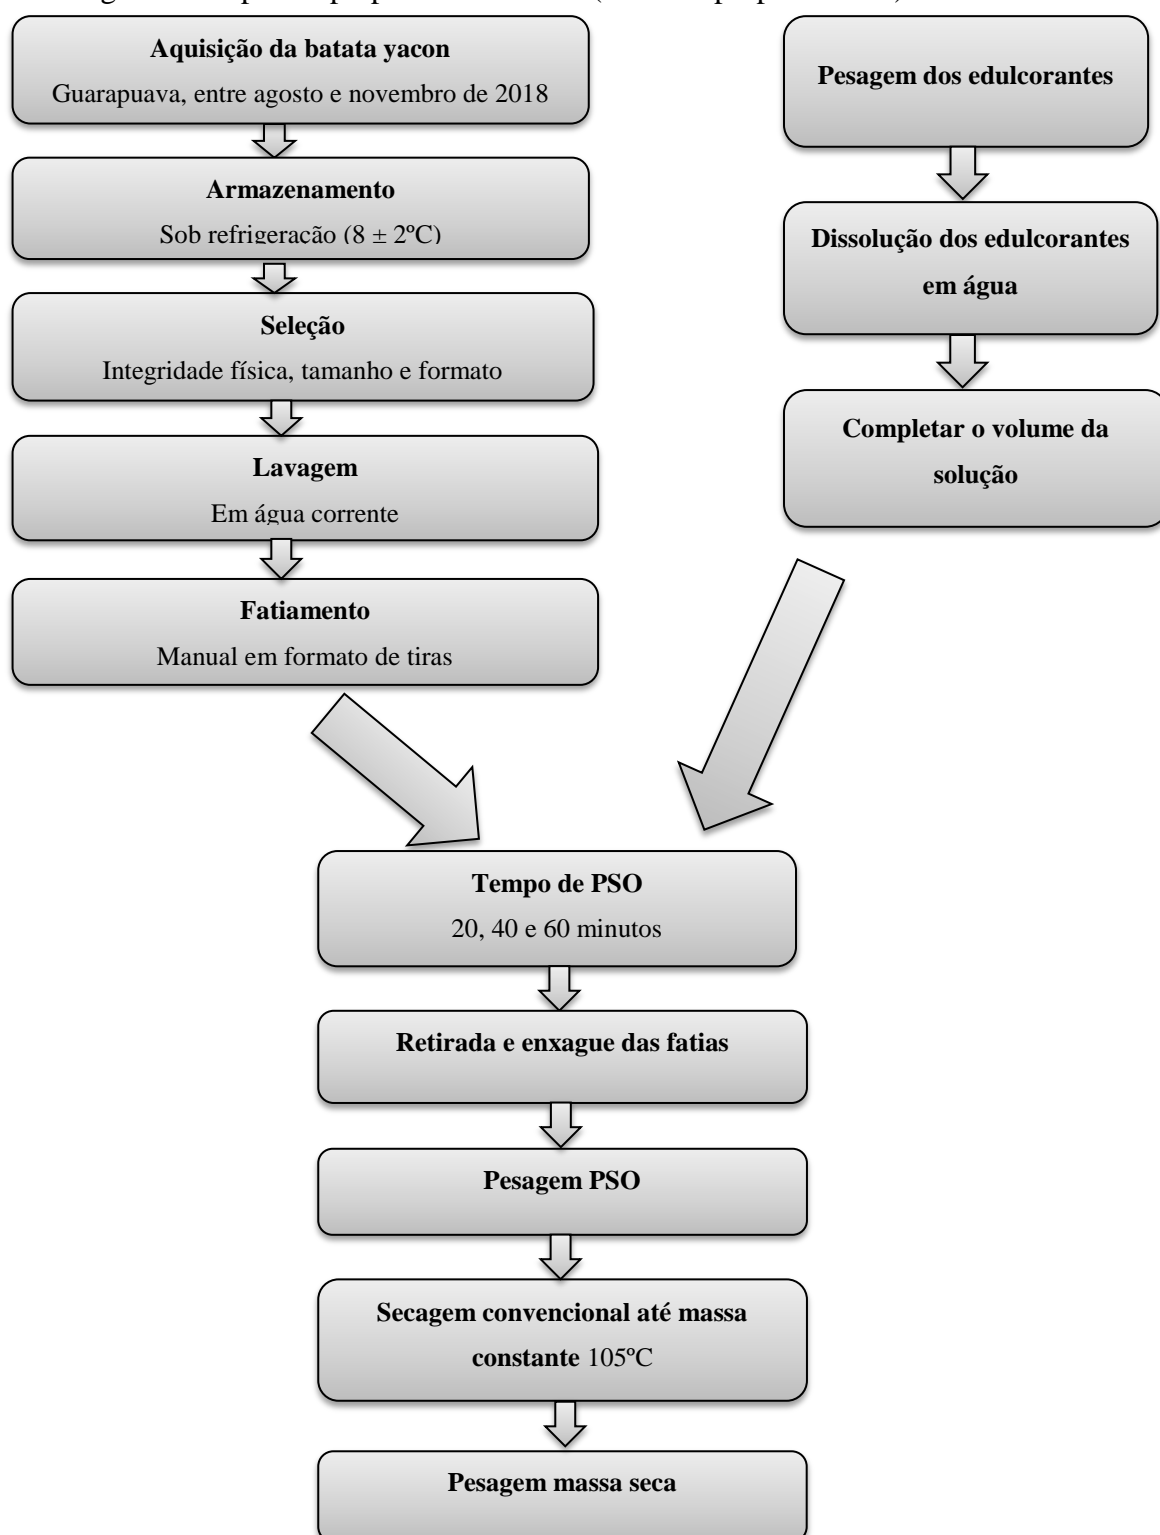 Aquisição da batata yacon
Guarapuava, entre agosto e novembro de 2018
Armazenamento
Sob refrigeração (8 ± 2ºC)
Seleção
Integridade física, tamanho e formato
Lavagem
Em água corrente
Fatiamento
Manual em formato de tiras
Pesagem dos edulcorantes
Dissolução dos edulcorantes
em água
Completar o volume da
solução
Tempo de PSO
20, 40 e 60 minutos
Retirada e enxague das fatias
Pesagem PSO
Secagem convencional até massa
constante 105ºC
Pesagem massa seca